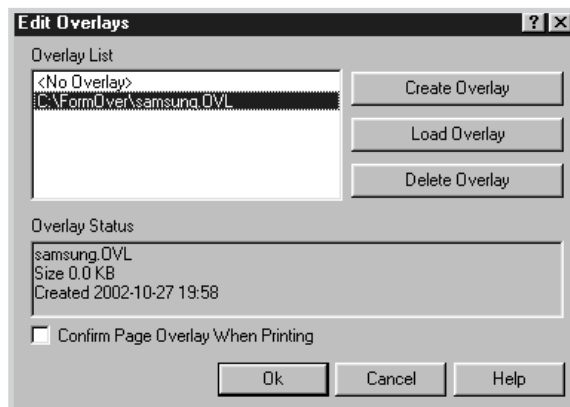 Edit Overlays
? ×
Overlay List
<No Overlay>
C:\FormOver\samsung.OVL
Create Overlay
Load Overlay
Delete Overlay
Overlay Status
samsung.OVL
Size 0.0 KB
Created 2002-10-27 19:58
Confirm Page Overlay When Printing
Ok
Cancel
Help